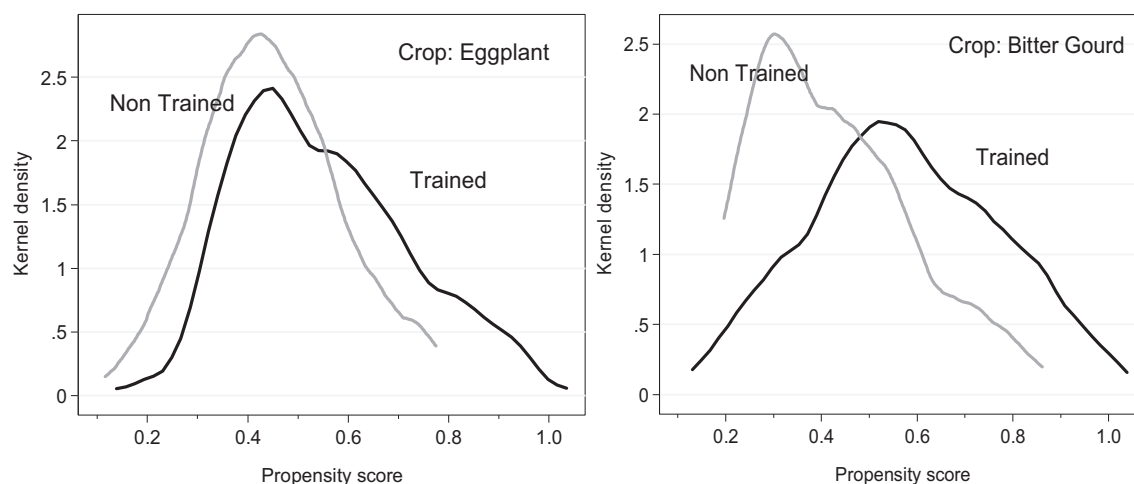 Crop: Eggplant
Non Trained
Trained
Kernel density
2.5
2
1.5
1
.5
0
0.2 0.4 0.6 0.8 1.0
Propensity score
Crop: Bitter Gourd
Non Trained
Trained
Kernel density
2.5
2
1.5
1
.5
0
0.2 0.4 0.6 0.8 1.0
Propensity score